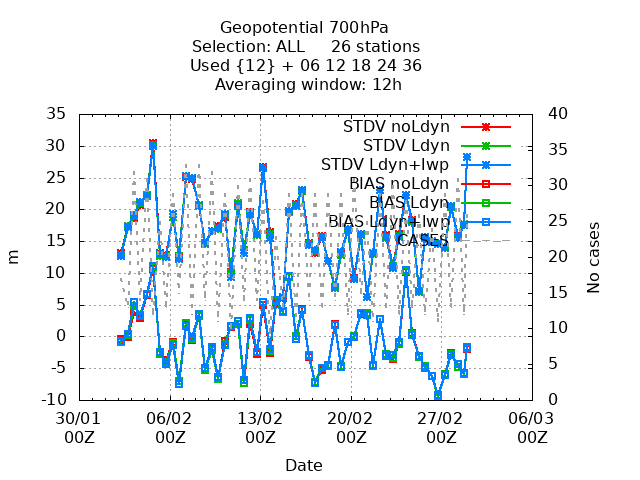 Geopotential 700hPa
Selection: ALL     26 stations
Used {12} + 06 12 18 24 36
Averaging window: 12h
35
30
25
20
15
10
5
0
-5
-10
m
40
35
30
25
20
15
10
5
0
No cases
STDV noLdyn
STDV Ldyn
STDV Ldyn+lwp
BIAS noLdyn
BIAS Ldyn
BIAS Ldyn+lwp
CASES
30/01 06/02 13/02 20/02 27/02 06/03
00Z 00Z 00Z 00Z 00Z 00Z
Date